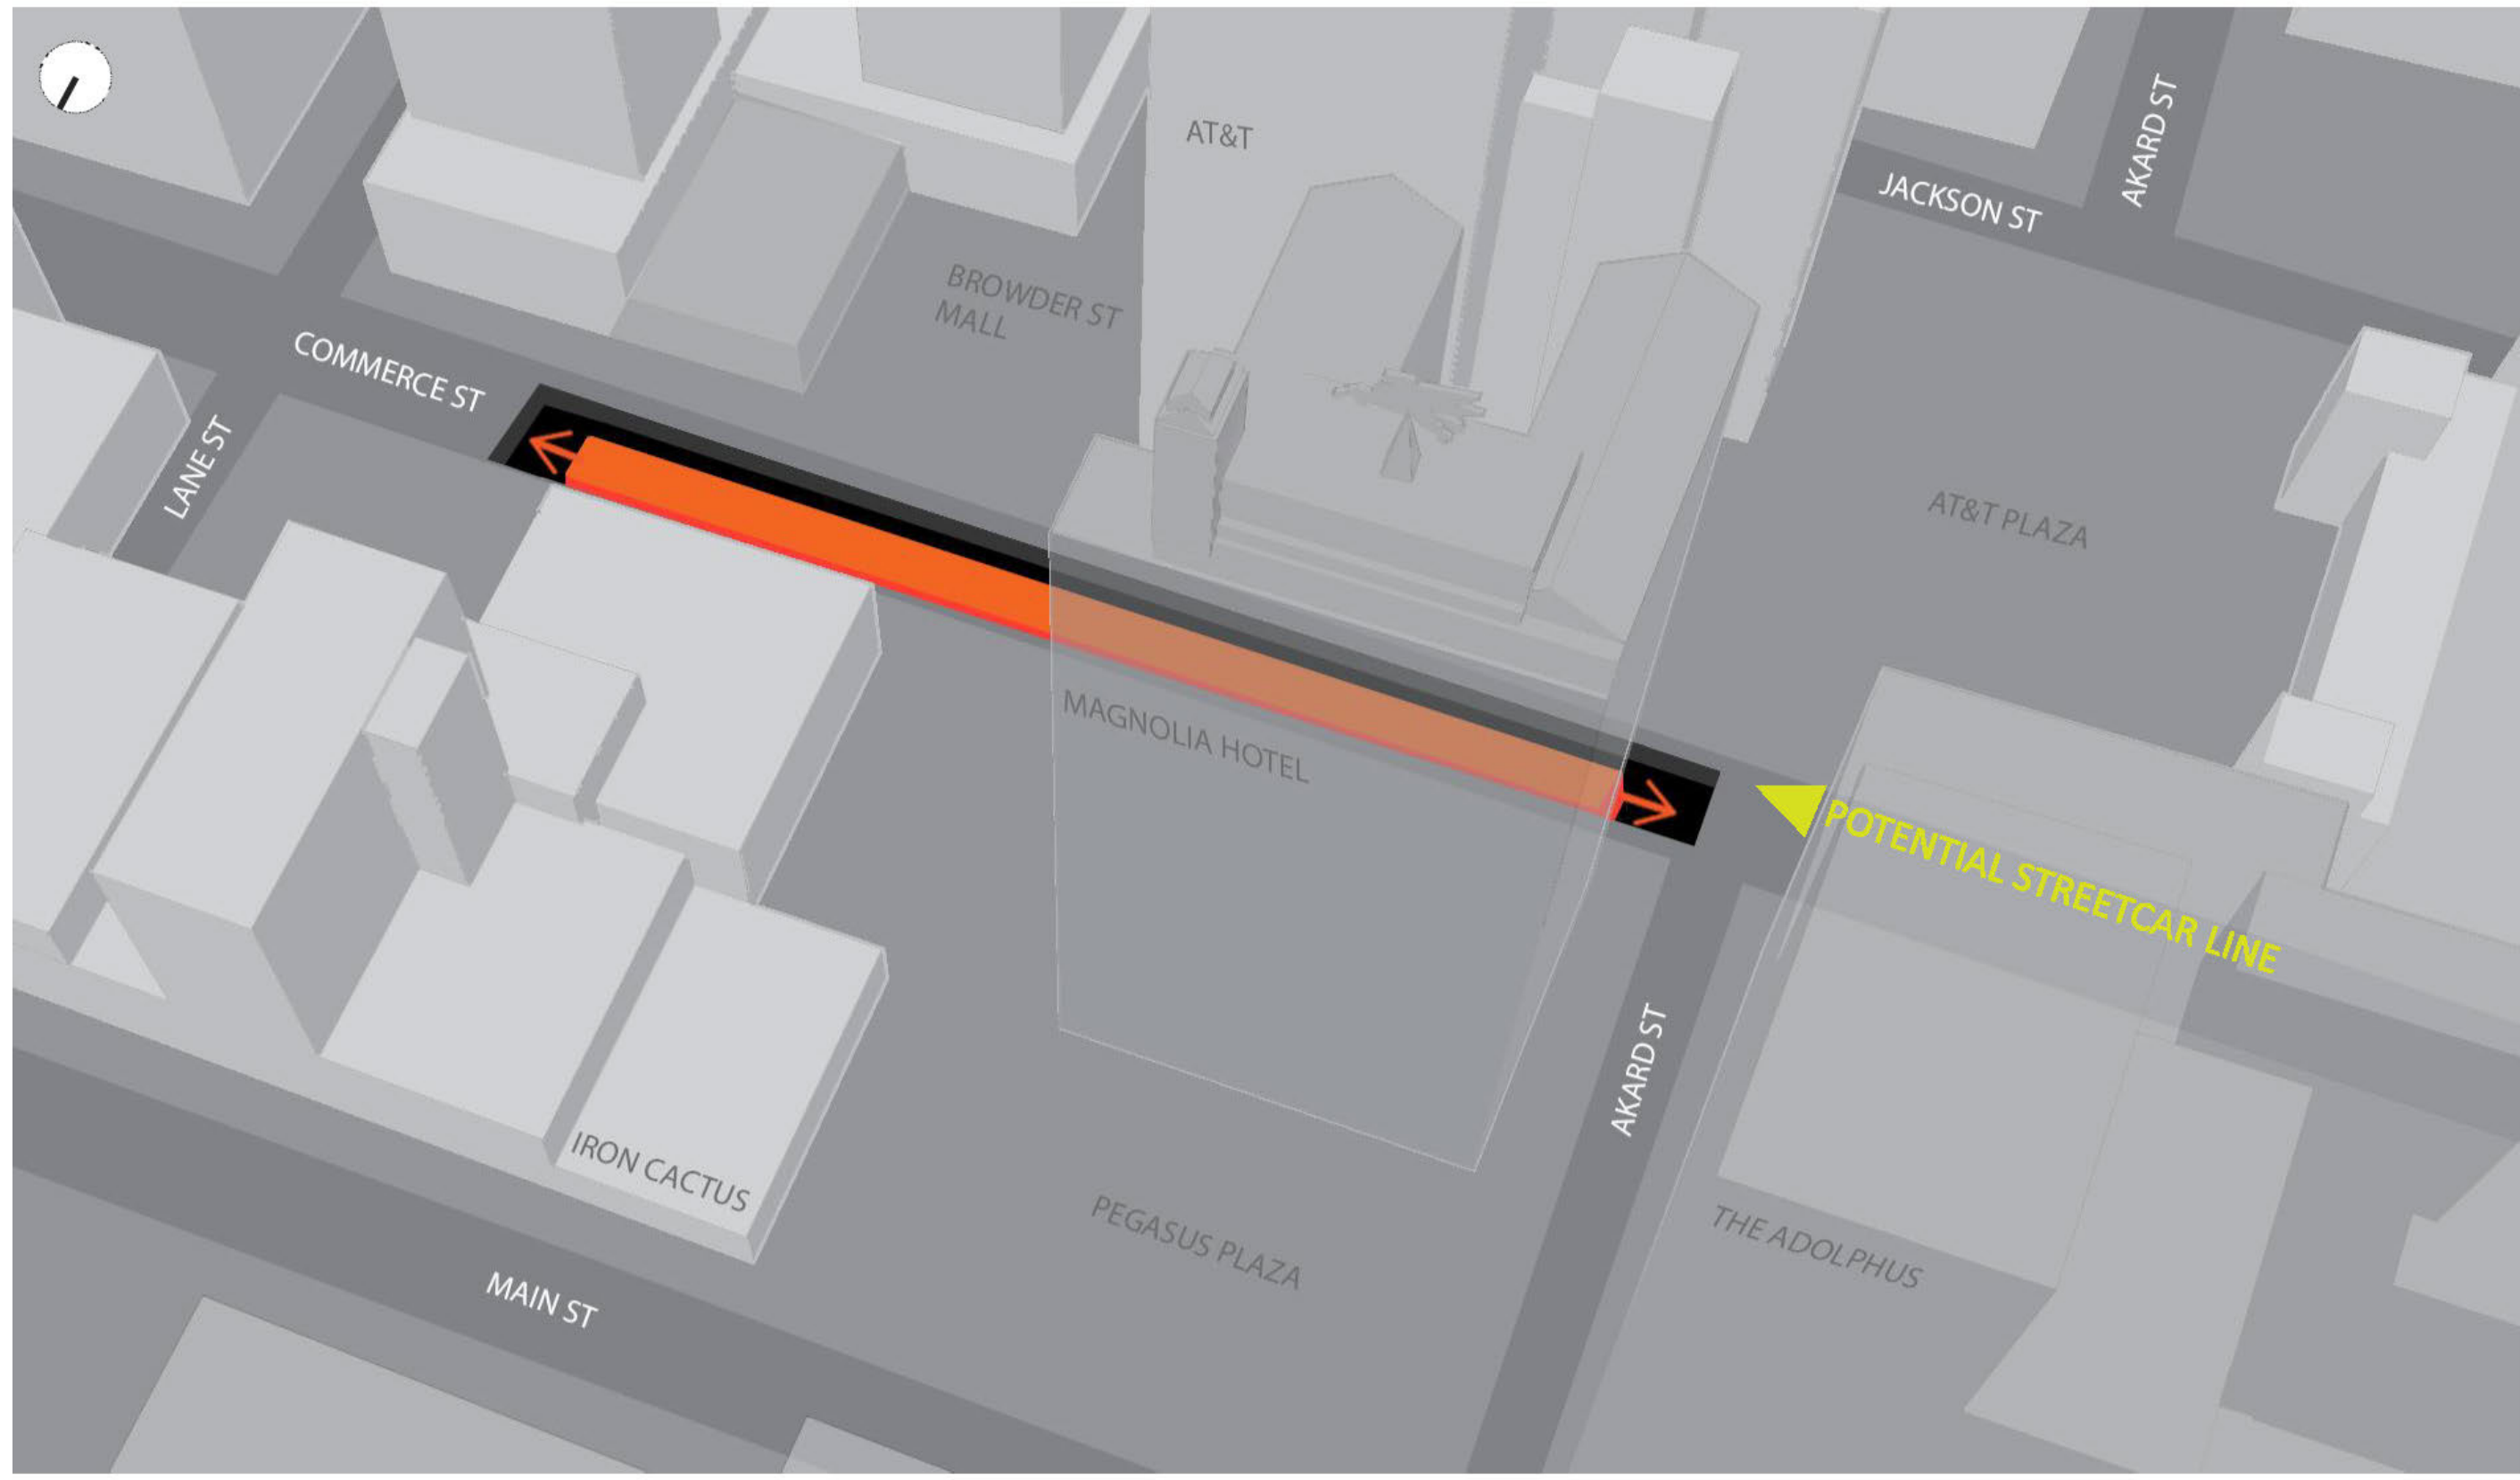 AT&T
AKARD ST
JACKSON ST
BROWDER ST
MALL
COMMERCE ST
LANE ST
AT&T PLAZA
MAGNOLIA HOTEL
POTENTIAL STREETCAR LINE
AKARD ST
IRON CACTUS
PEGASUS PLAZA
THE ADOLPHUS
MAIN ST